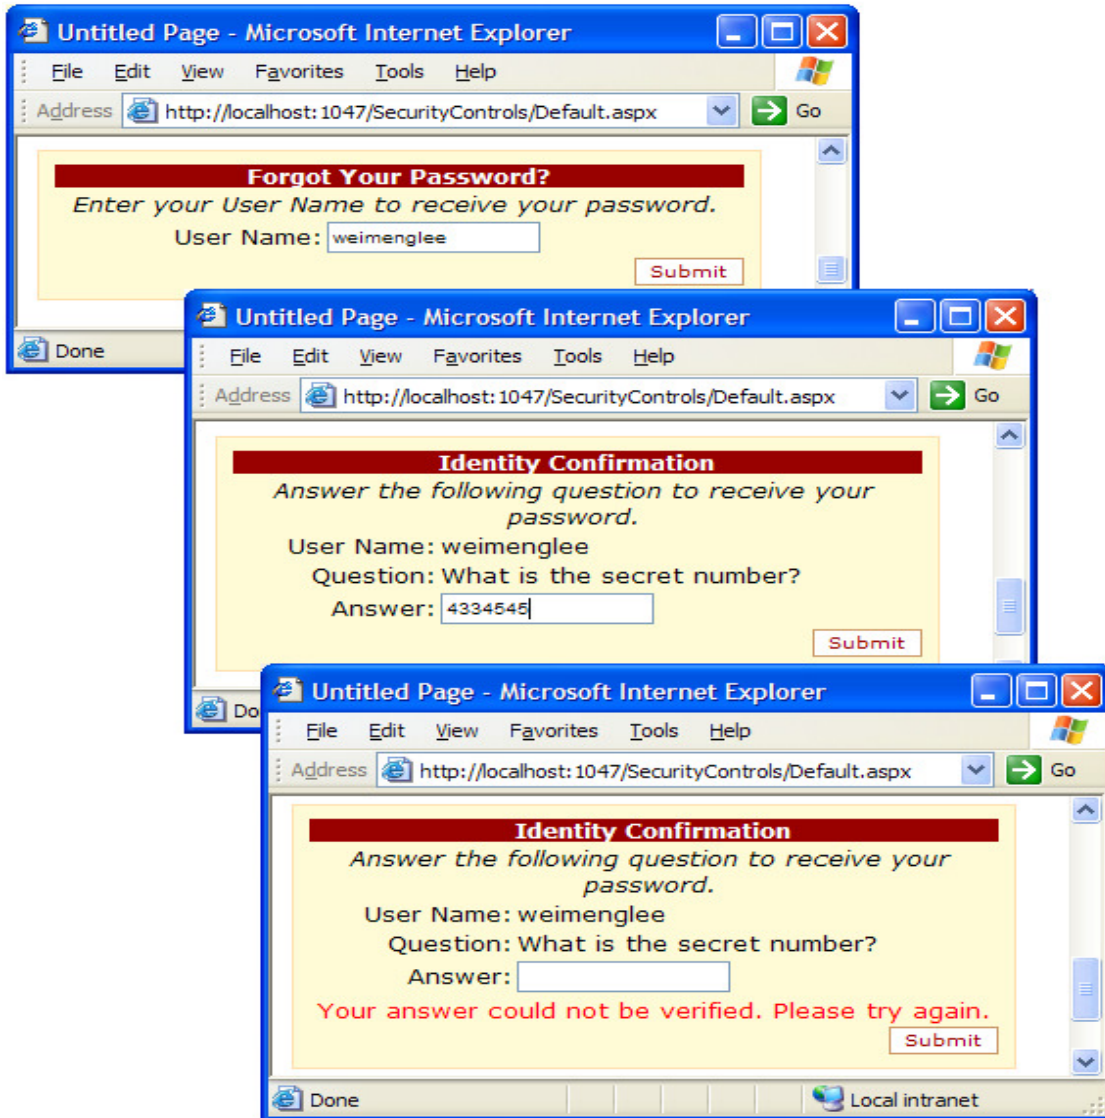 Untitled Page - Microsoft Internet Explorer
File Edit View Favorites Tools Help
Address http://localhost:1047/SecurityControls/Default.aspx Go
Forgot Your Password?
Enter your User Name to receive your password.
User Name: weimenglee
Submit
Done
Untitled Page - Microsoft Internet Explorer
File Edit View Favorites Tools Help
Address http://localhost:1047/SecurityControls/Default.aspx Go
Identity Confirmation
Answer the following question to receive your
password.
User Name: weimenglee
Question: What is the secret number?
Answer: 4334545
Submit
Do
Untitled Page - Microsoft Internet Explorer
File Edit View Favorites Tools Help
Address http://localhost:1047/SecurityControls/Default.aspx Go
Identity Confirmation
Answer the following question to receive your
password.
User Name: weimenglee
Question: What is the secret number?
Answer:
Your answer could not be verified. Please try again.
Submit
Done Local intranet